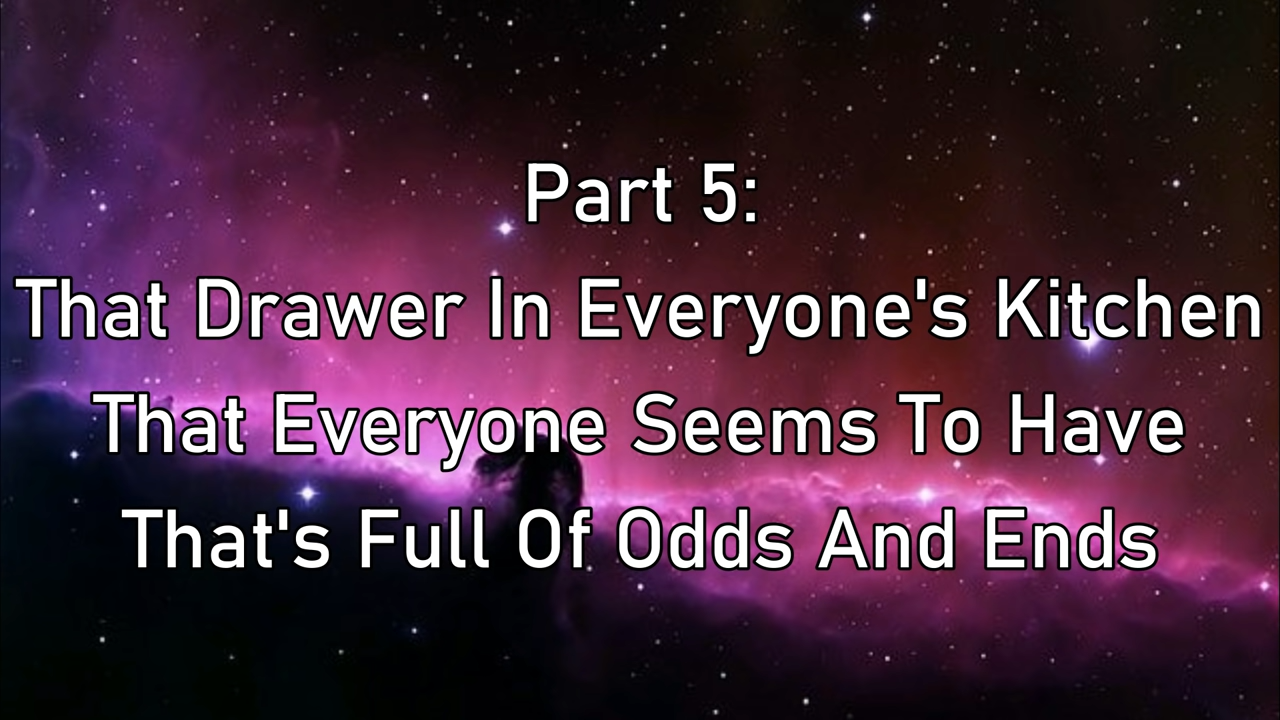 Part 5:
That Drawer In Everyone's Kitchen
That Everyone Seems To Have
That's Full Of Odds And Ends